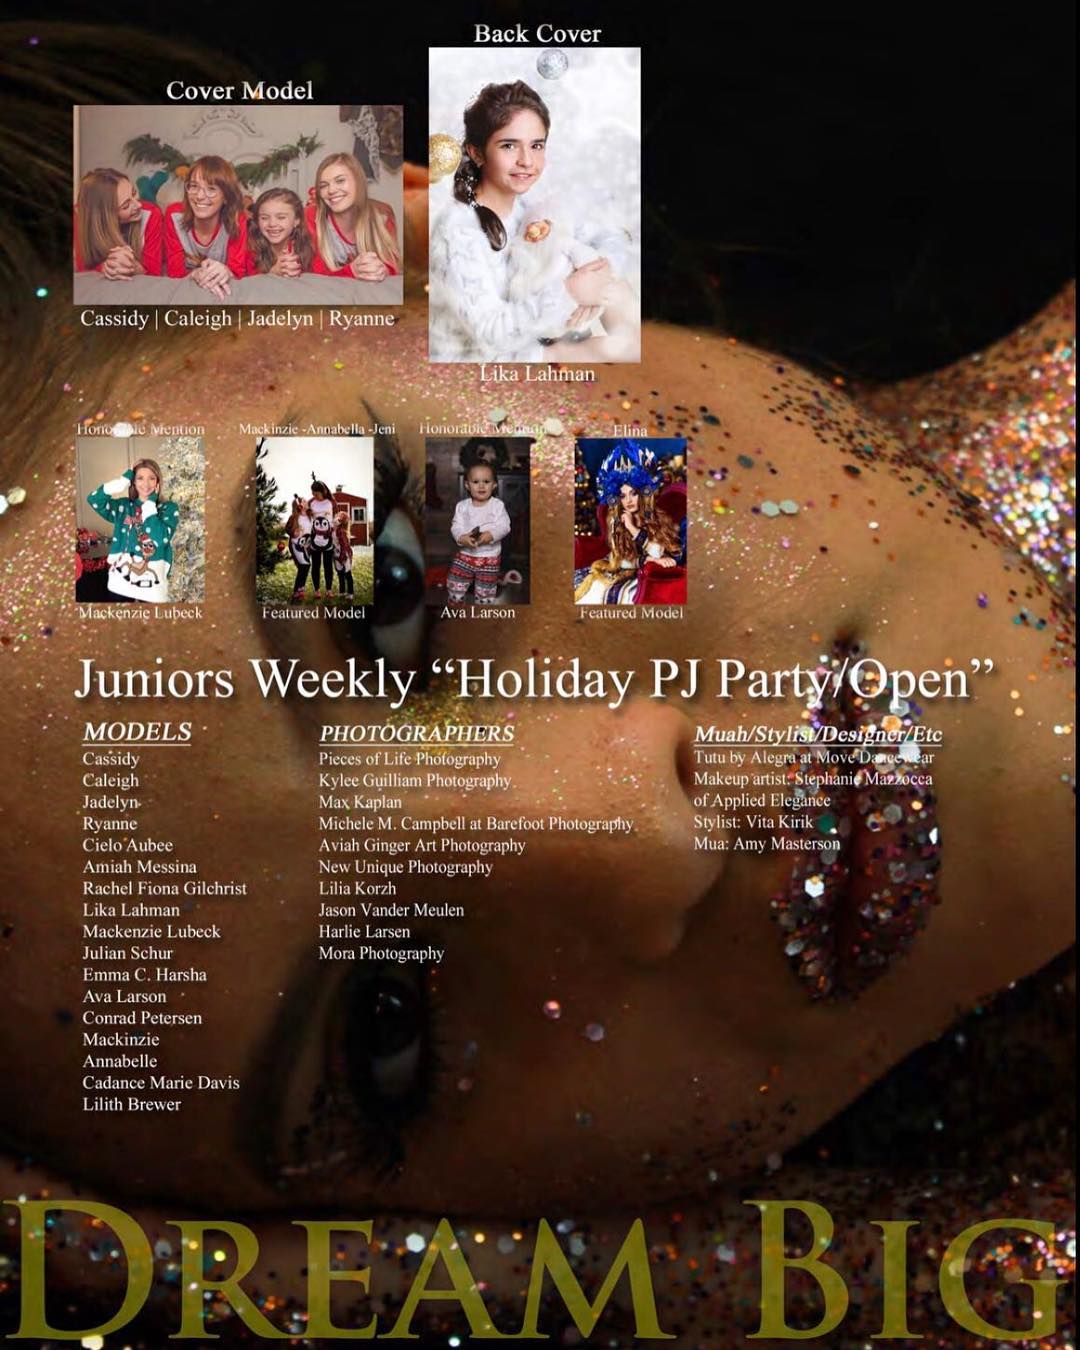 Back Cover
Cover Model
Cassidy | Caleigh | Jadelyn | Ryanne
Lika Lahman
Honorable Mention
Mackinzie -Annabella -Jeni
Honorable Mention
Elina
Mackenzie Lubeck
Featured Model
Ava Larson
Featured Model
Juniors Weekly “Holiday PJ Party/Open”
MODELS
Cassidy
Caleigh
Jadelyn
Ryanne
Cielo Aubee
Amiah Messina
Rachel Fiona Gilchrist
Lika Lahman
Mackenzie Lubeck
Julian Schur
Emma C. Harsha
Ava Larson
Conrad Petersen
Mackinzie
Annabelle
Cadance Marie Davis
Lilith Brewer
PHOTOGRAPHERS
Pieces of Life Photography
Kylee Guilliam Photography
Max Kaplan
Michele M. Campbell at Barefoot Photography
Aviah Ginger Art Photography
New Unique Photography
Lilia Korzh
Jason Vander Meulen
Harlie Larsen
Mora Photography
Muah/Stylist/Designer/Etc
Tutu by Alegra at Move Dancewear
Makeup artist: Stephanie Mazzocca
of Applied Elegance
Stylist: Vita Kirik
Mua: Amy Masterson
DREAM BIG